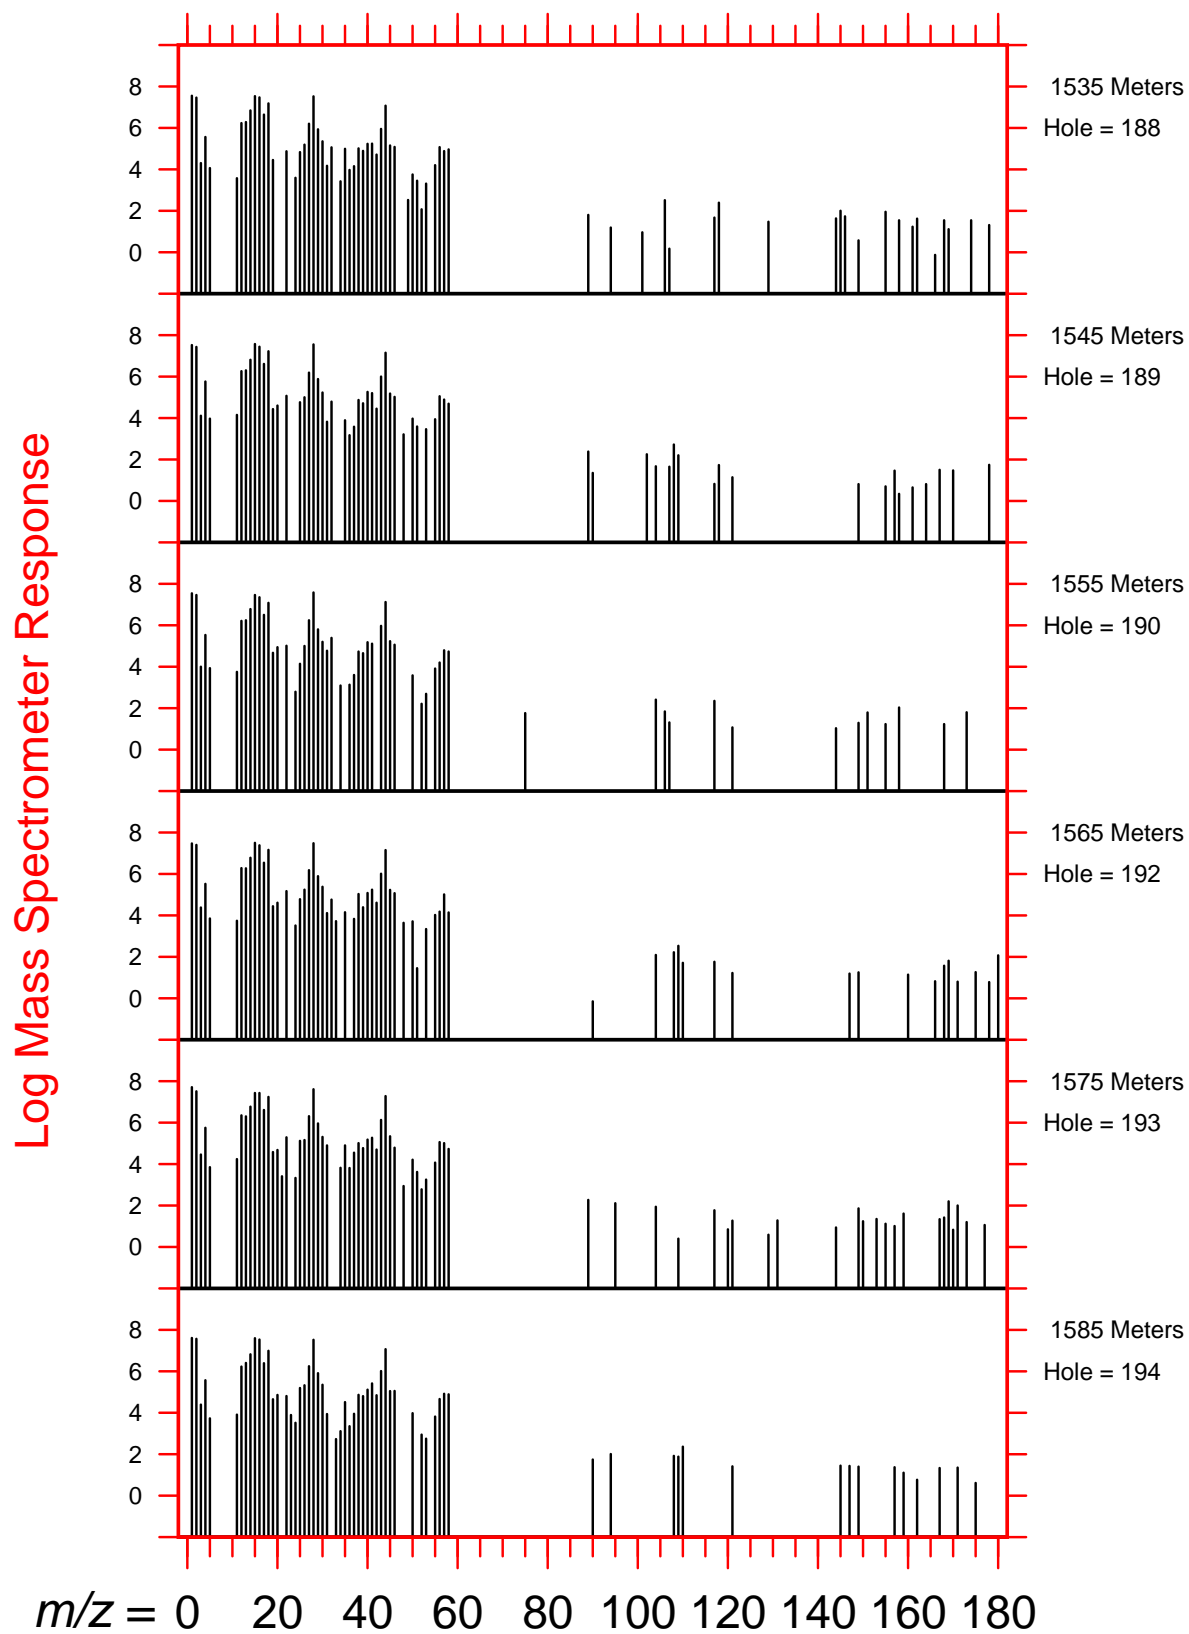 8
6
4
2
0
1535 Meters
Hole = 188
8
6
4
2
0
1545 Meters
Hole = 189
8
6
4
2
0
1555 Meters
Hole = 190
8
6
4
2
0
1565 Meters
Hole = 192
8
6
4
2
0
1575 Meters
Hole = 193
8
6
4
2
0
1585 Meters
Hole = 194
Log Mass Spectrometer Response
m/z = 0 20 40 60 80 100 120 140 160 180